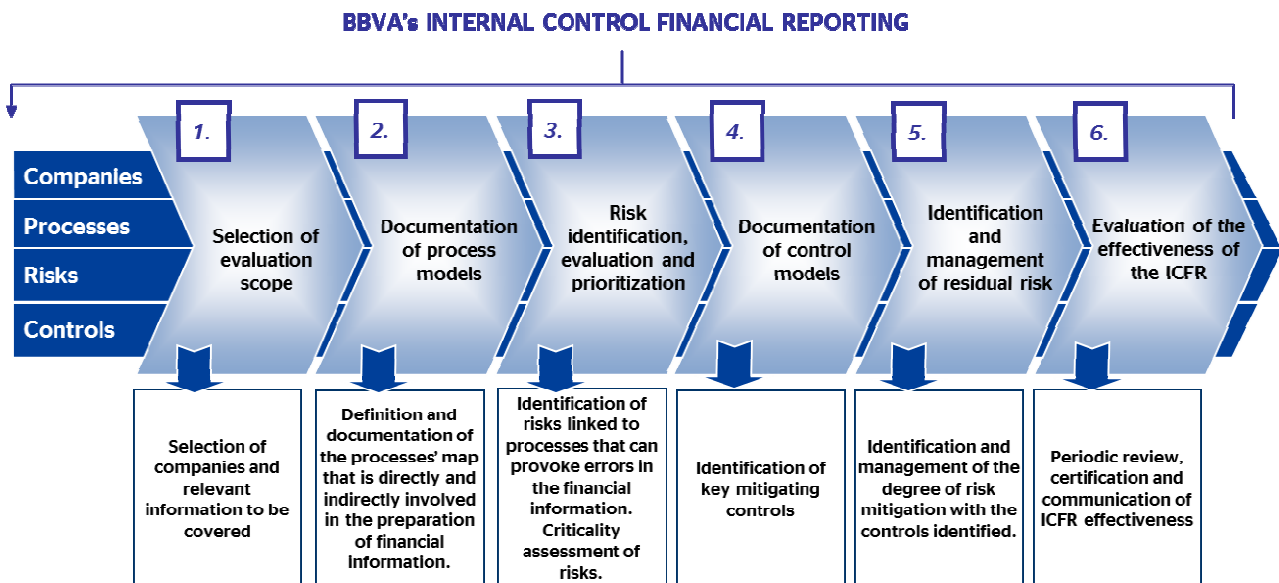 BBVA's INTERNAL CONTROL FINANCIAL REPORTING
Companies
Processes
Risks
Controls
1.
Selection of
evaluation
scope
2.
Documentation
of process
models
3.
Risk
identification,
evaluation and
prioritization
4.
Documentation
of control
models
5.
Identification
and
management
of residual risk
6.
Evaluation of the
effectiveness of
the ICFR
Selection of
companies and
relevant
information to be
covered
Definition and
documentation of
the processes' map
that is directly and
indirectly involved
in the preparation
of financial
information.
Identification of
risks linked to
processes that can
provoke errors in
the financial
information.
Criticality
assessment of
risks.
Identification of
key mitigating
controls
Identification and
management of the
degree of risk
mitigation with the
controls identified.
Periodic review,
certification and
communication of
ICFR effectiveness